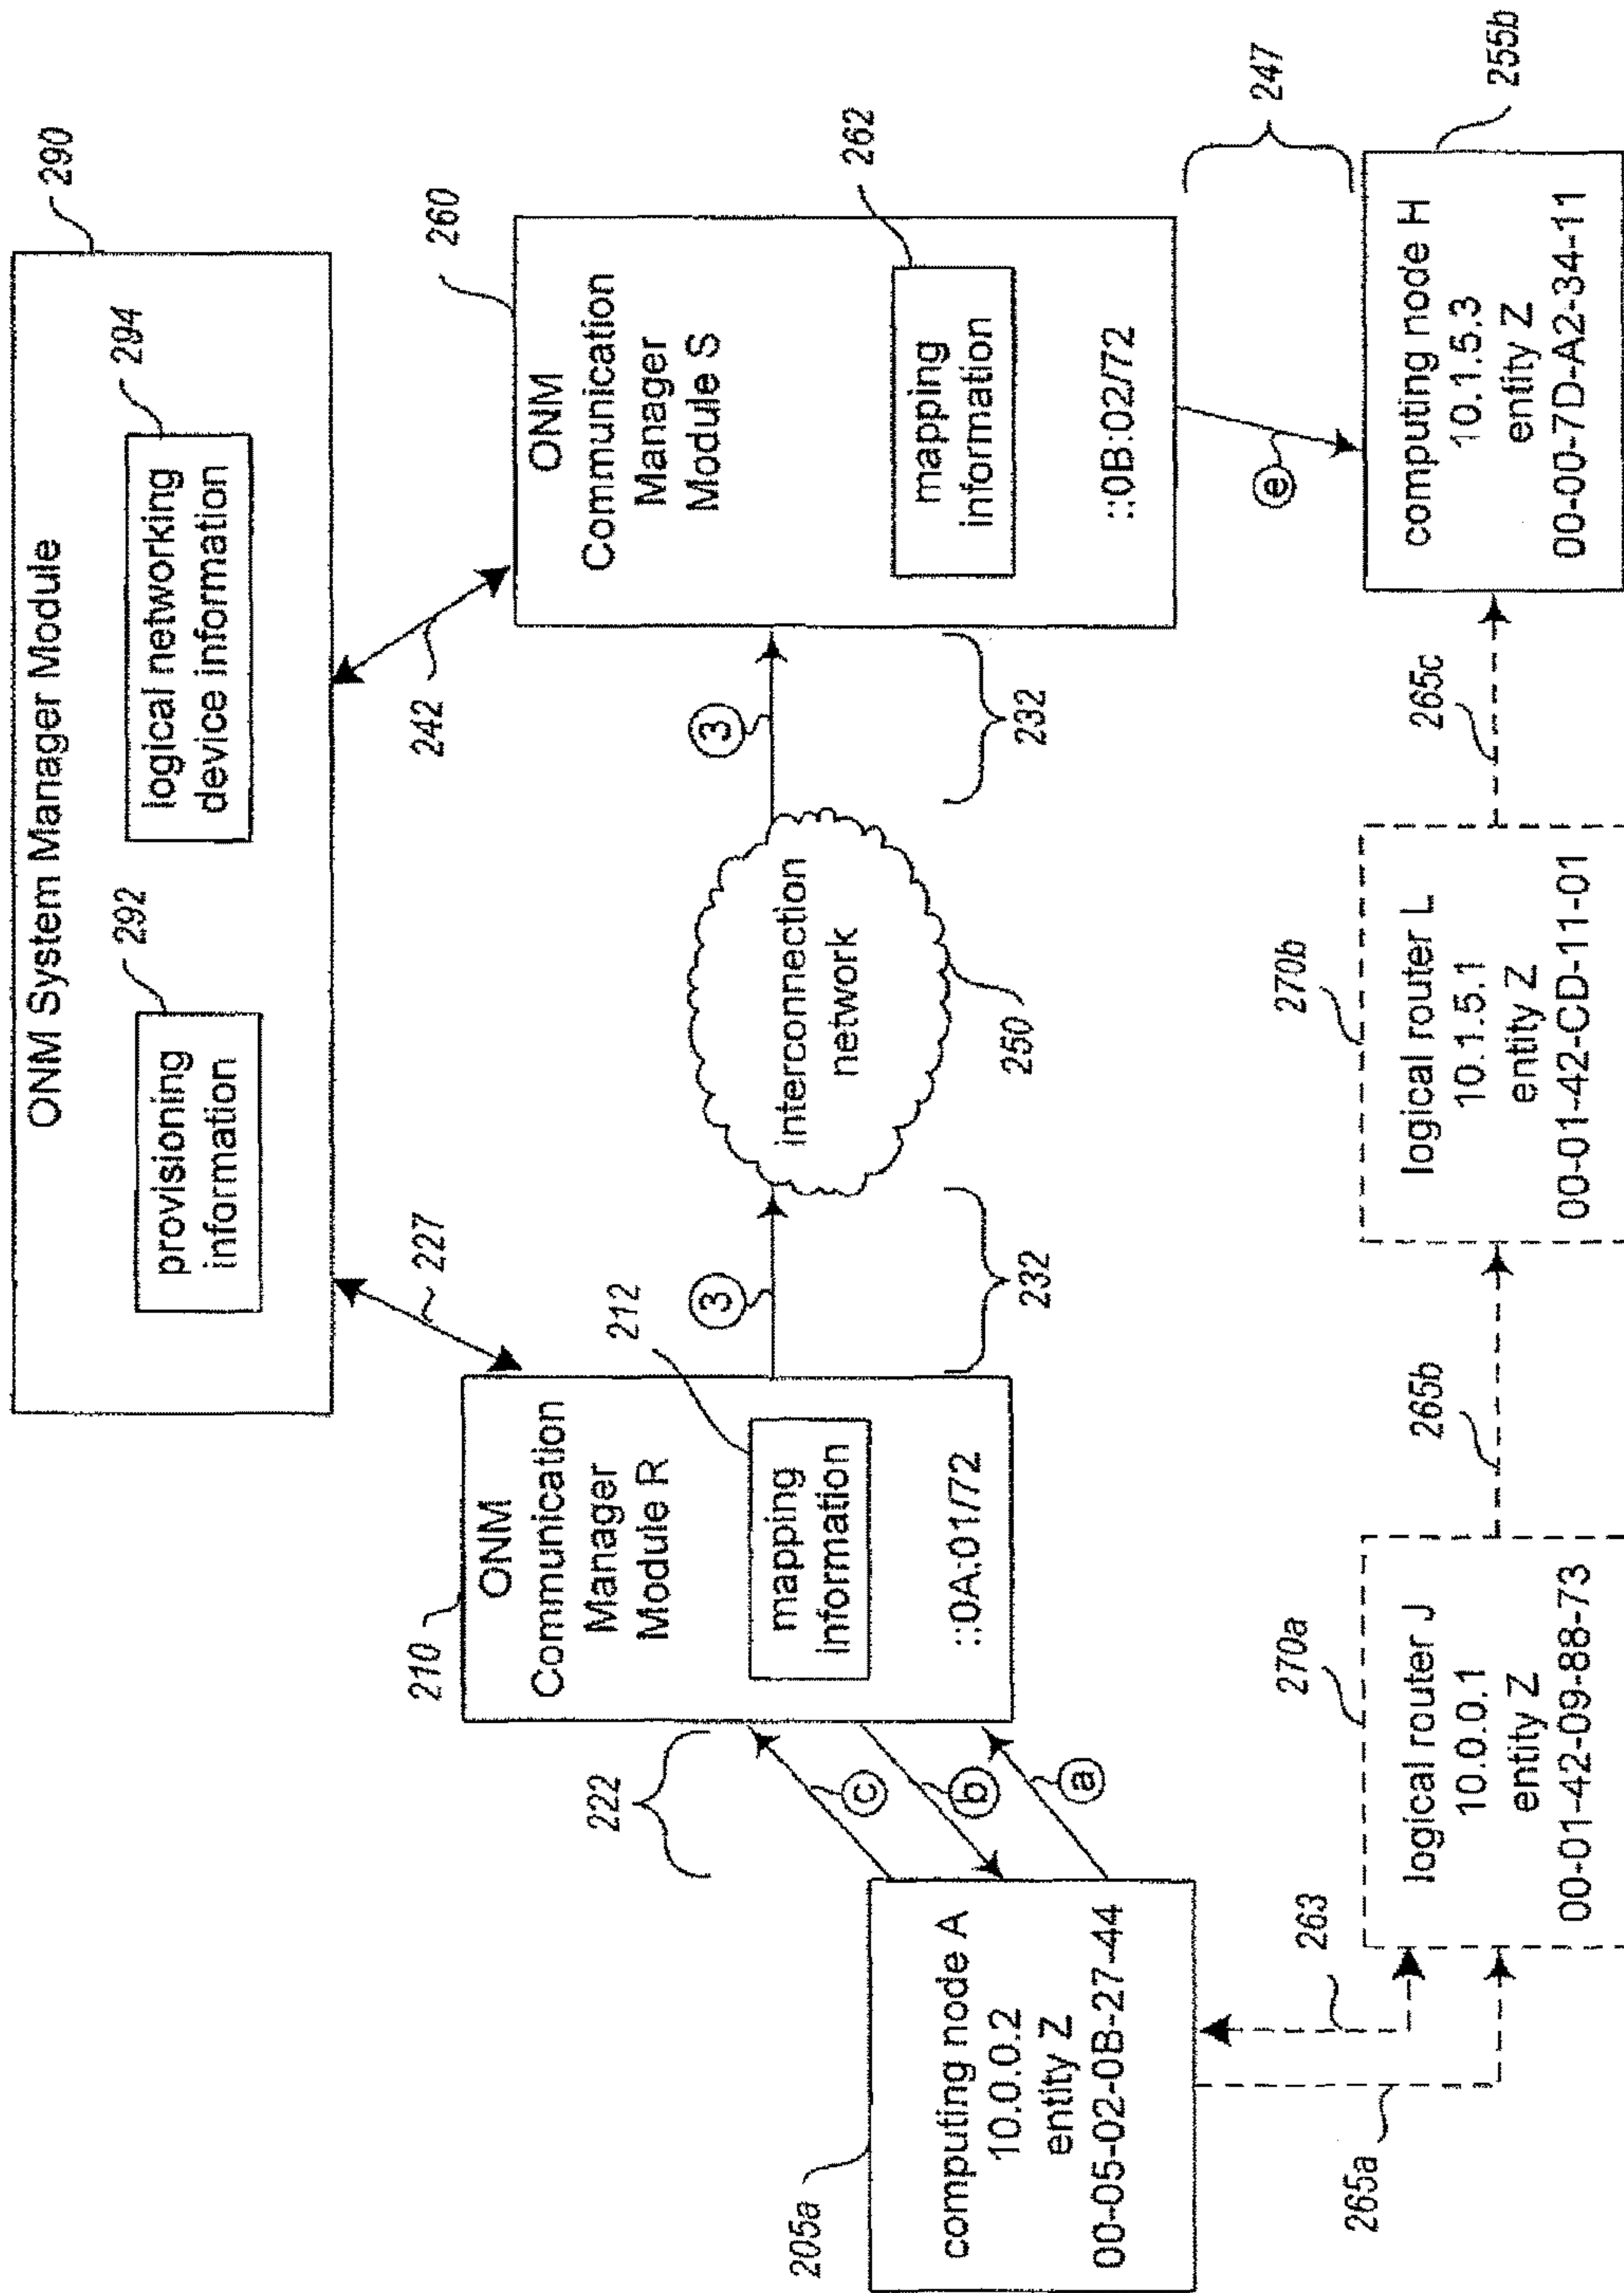 ONM System Manager Module
290
292
provisioning
information
294
logical networking
device information
227
242
210
ONM
Communication
Manager
Module R
212
mapping
information
::0A:01/72
3
232
interconnection
network
250
3
232
260
ONM
Communication
Manager
Module S
262
mapping
information
::0B:02/72
222
c
b
a
e
247
205a
computing node A
10.0.0.2
entity Z
00-05-02-0B-27-44
263
265a
270a
logical router J
10.0.0.1
entity Z
00-01-42-09-88-73
265b
270b
logical router L
10.1.5.1
entity Z
00-01-42-CD-11-01
265c
255b
computing node H
10.1.5.3
entity Z
00-00-7D-A2-34-11